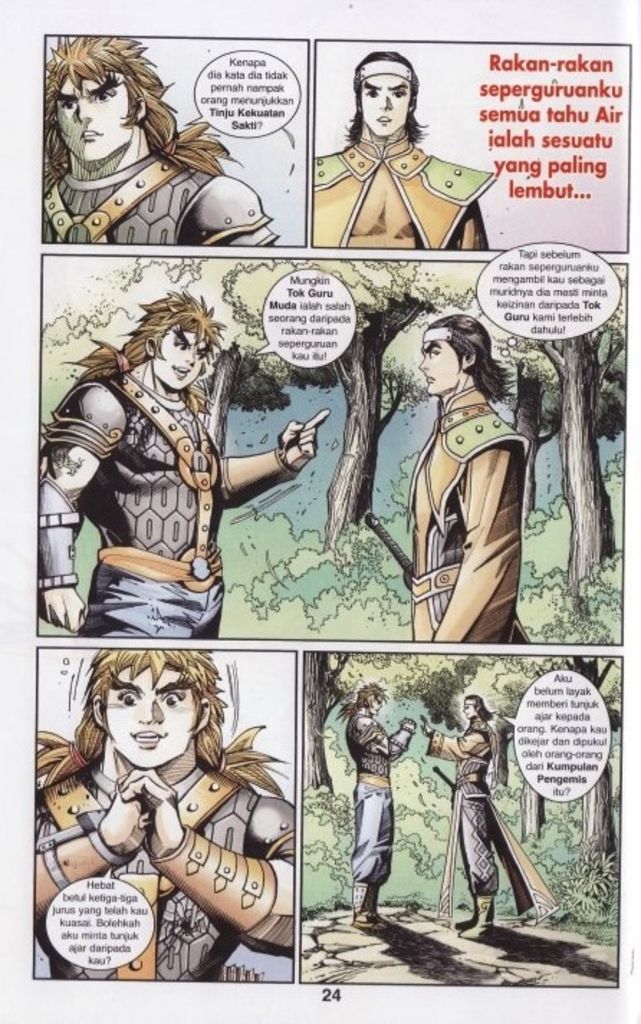 Kenapa
dia kata dia tidak
pernah nampak
orang menunjukkan
Tinju Kekuatan
Sakti?
Rakan-rakan
seperguruanku
semua tahu Air
ialah sesuatu
yang paling
lembut...
Mungkin
Tok Guru
Muda ialah salah
seorang daripada
rakan-rakan
seperguruan
kau itu!
Tapi sebelum
rakan seperguruanku
mengambil kau sebagai
muridnya dia mesti minta
keizinan daripada Tok
Guru kami terlebih
dahulu!
Hebat
betul ketiga-tiga
jurus yang telah kau
kuasai. Bolehkah
aku minta tunjuk
ajar daripada
kau?
Aku
belum layak
memberi tunjuk
ajar kepada
orang. Kenapa kau
dikejar dan dipukul
oleh orang-orang
dari Kumpulan
Pengemis
itu?
24